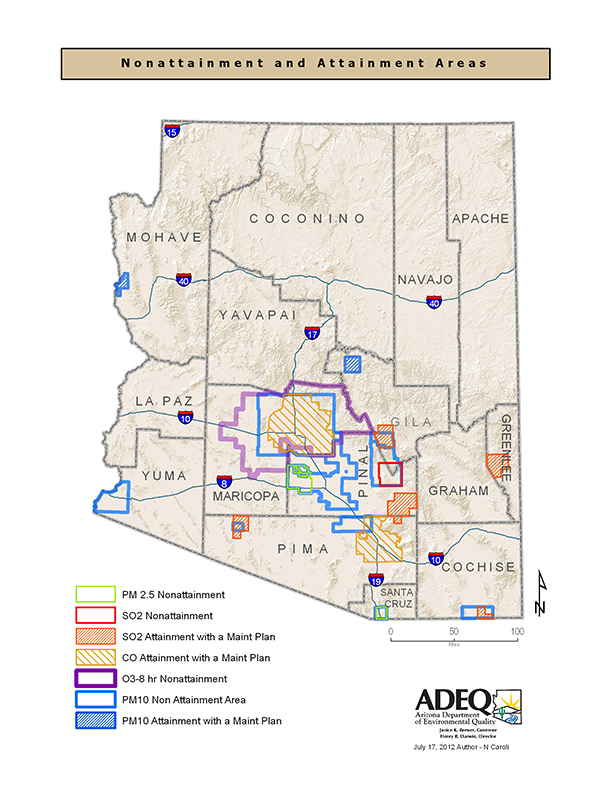 Nonattainment and Attainment Areas
15
COCONINO
APACHE
MOHAVE
NAVAJO
40
40
YAVAPAI
17
LA PAZ
10
GILA
GREENLEE
YUMA
8
PINAL
MARICOPA
GRAHAM
PIMA
10
COCHISE
19
SANTA
CRUZ
PM 2.5 Nonattainment
SO2 Nonattainment
SO2 Attainment with a Maint Plan
CO Attainment with a Maint Plan
O3-8 hr Nonattainment
PM10 Non Attainment Area
PM10 Attainment with a Maint Plan
N
0 50 100
Miles
ADEQ
Arizona Department
of Environmental Quality
Janice K. Brewer, Governor
Henry R. Darwin, Director
July 17, 2012 Author - N Caroli